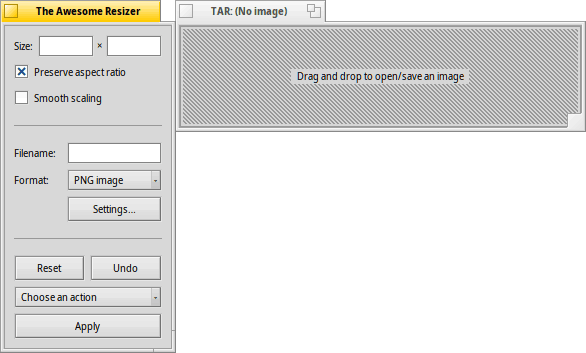 The Awesome Resizer
TAR: (No image)
Size: ×
Drag and drop to open/save an image
Preserve aspect ratio
Smooth scaling
Filename:
Format: PNG image
Settings...
Reset Undo
Choose an action
Apply